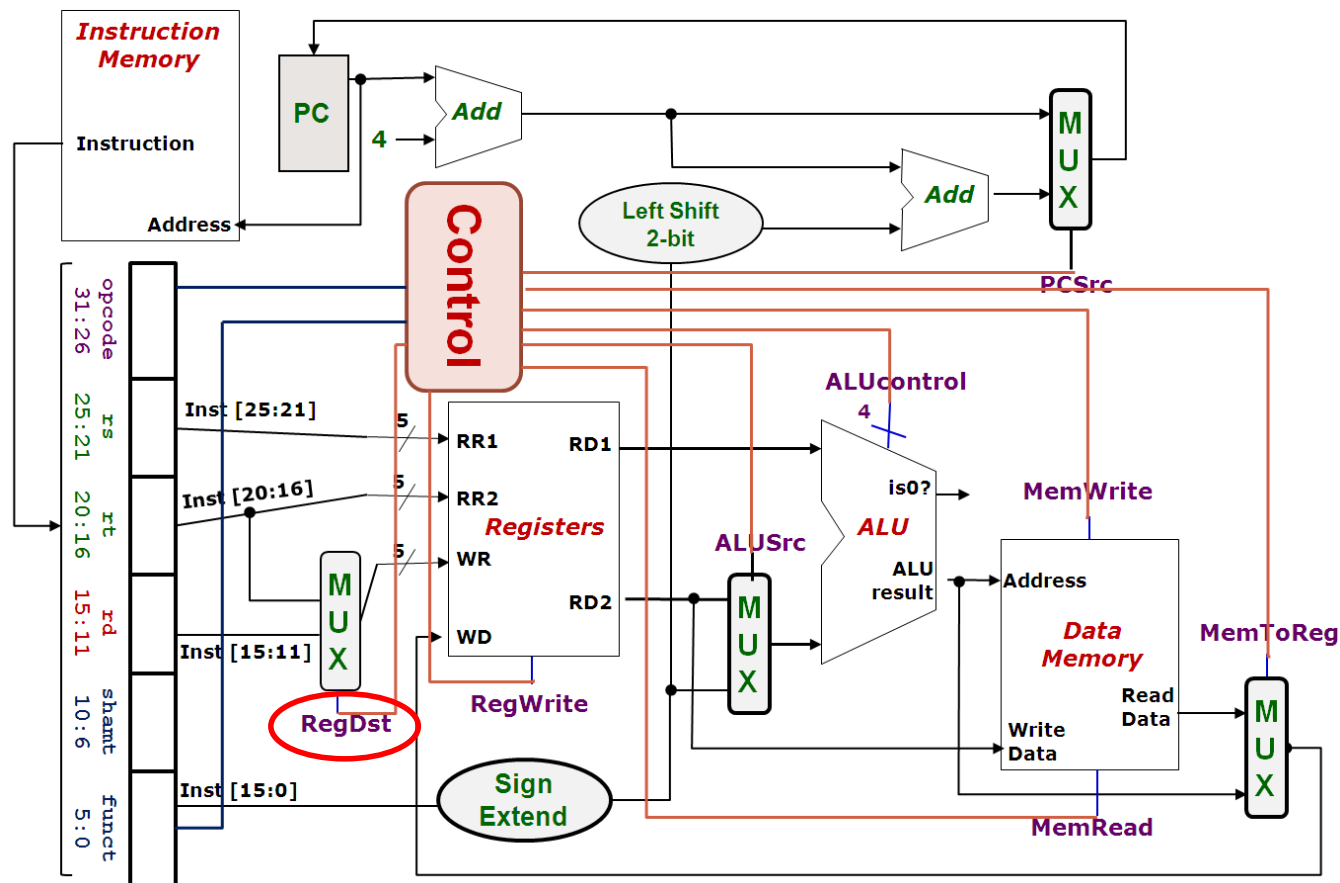 Instruction
Memory
Instruction
Address
PC
4
Add
Add
MUX
Left Shift
2-bit
Control
PCSrc
opcode
31:26
rs
25:21
rt
20:16
rd
15:11
shamt
10:6
funct
5:0
Inst [25:21]
5
Inst [20:16]
5
5
MUX
Inst [15:11]
RegDst
Inst [15:0]
RR1
RR2
WR
WD
Registers
RD1
RD2
RegWrite
Sign
Extend
ALUSrc
MUX
ALUcontrol
4
is0?
ALU
ALU
result
MemWrite
Address
Data
Memory
Read
Data
Write
Data
MemRead
MemToReg
MUX